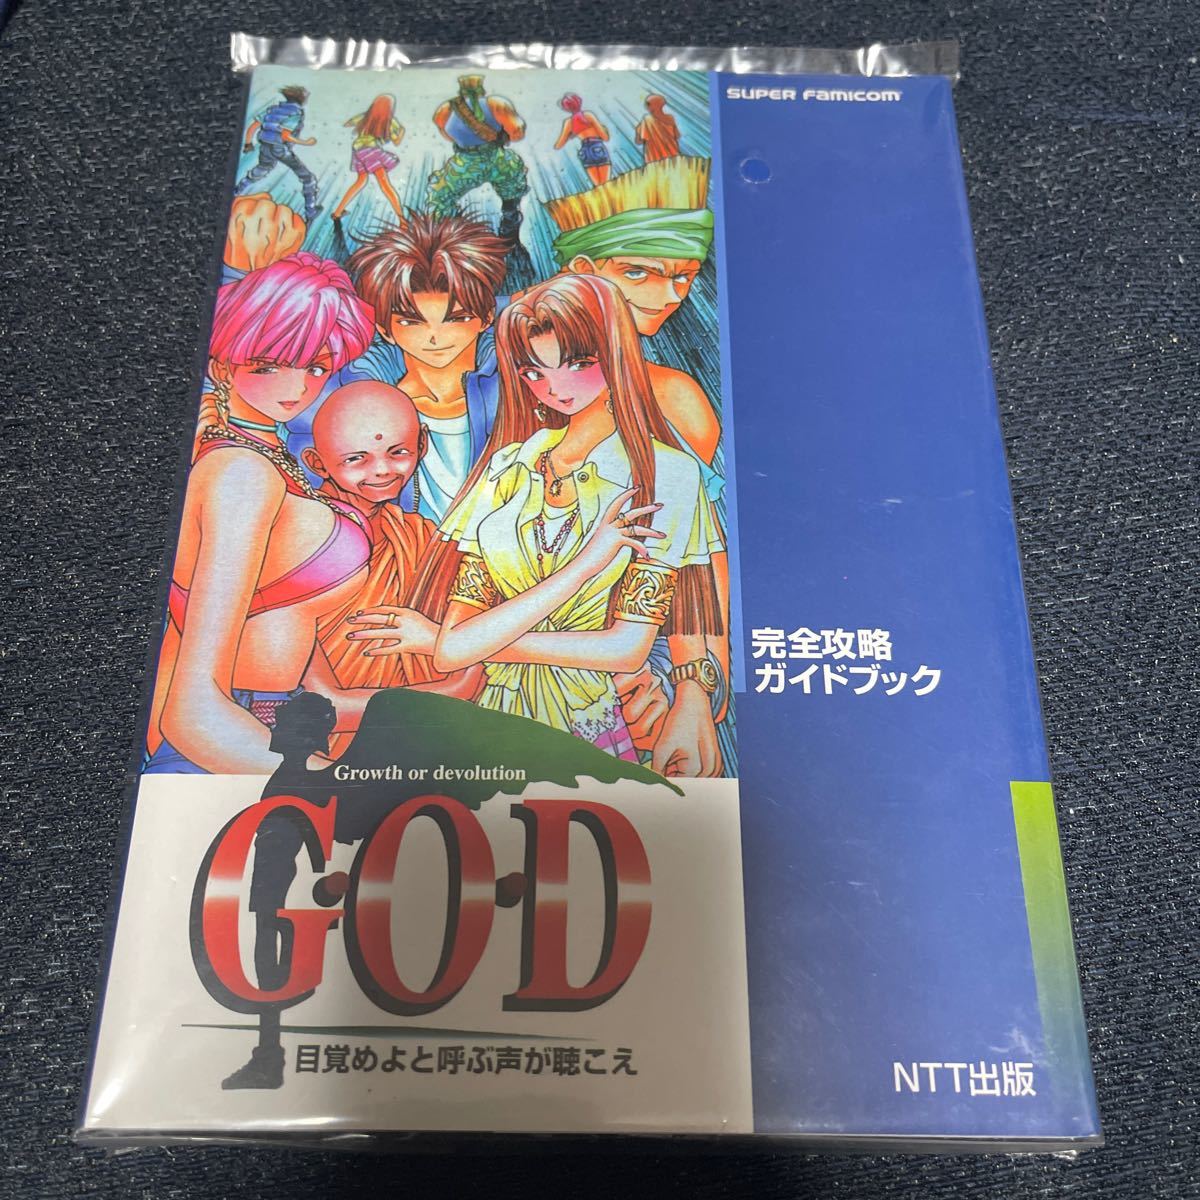 SUPER FAMICOM
完全攻略
ガイドブック
Growth or devolution
G・O・D
目覚めよと呼ぶ声が聴こえ
NTT出版